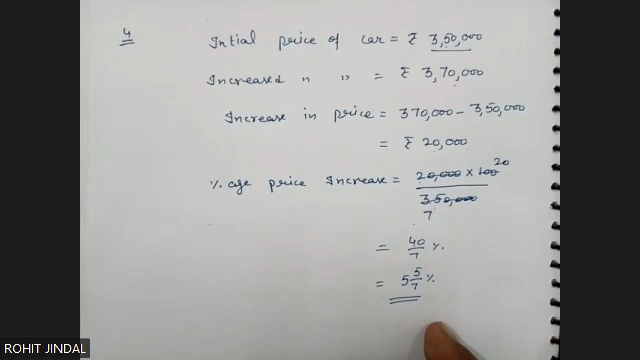 4 Intial price of car = ₹ 3,50,000
Increased " " = ₹ 3,70,000
Increase in price = 370,000 - 3,50,000
= ₹ 20,000
%age price Increase = 20,000 × 100 20
3,50,000
7
= 40/7 %
= 5 5/7 %
ROHIT JINDAL